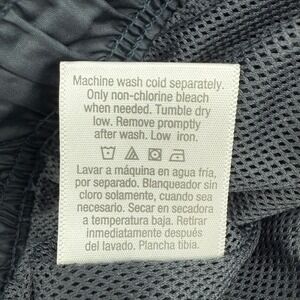 Machine wash cold separately.
Only non-chlorine bleach
when needed. Tumble dry
low. Remove promptly
after wash. Low iron.
Lavar a máquina en agua fría,
por separado. Blanqueador sin
cloro solamente, cuando sea
necesario. Secar en secadora
a temperatura baja. Retirar
inmediatamente después
del lavado. Plancha tibia.